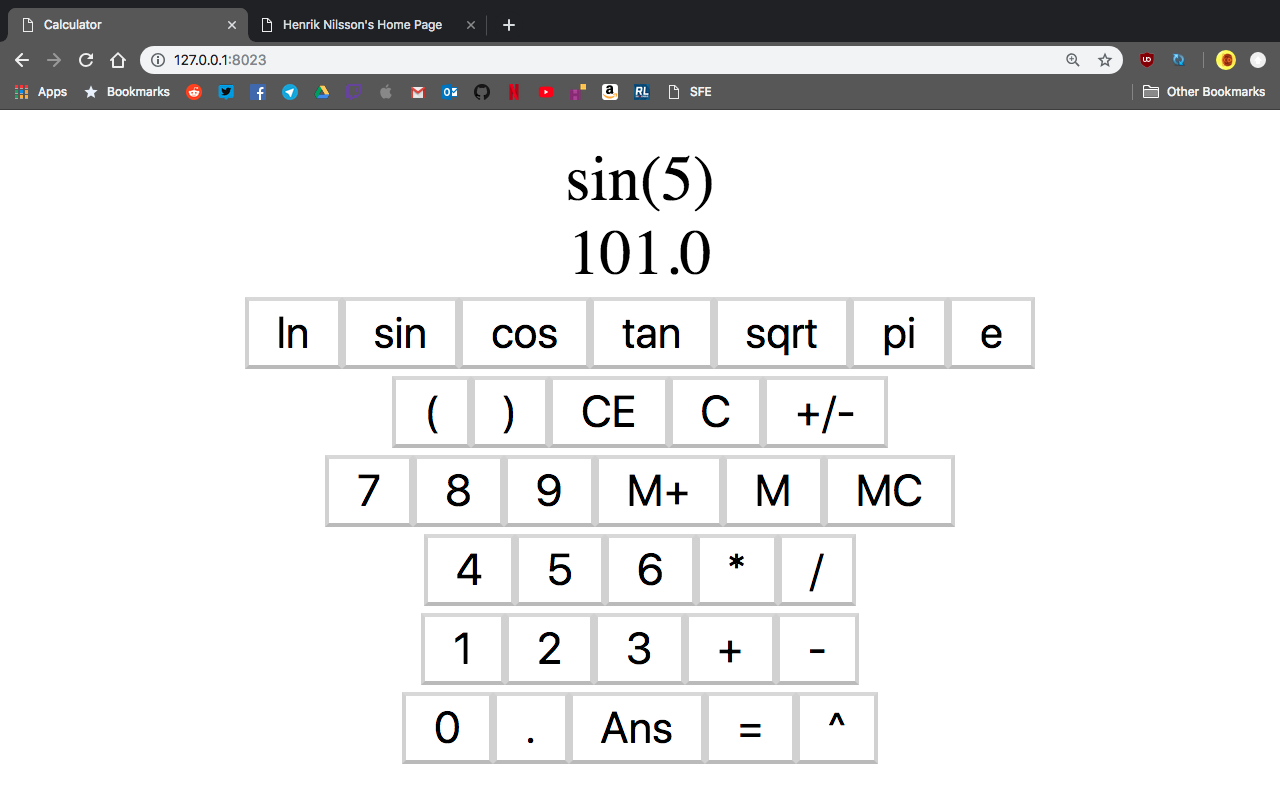 Calculator
Henrik Nilsson's Home Page
127.0.0.1:8023
Apps Bookmarks SFE Other Bookmarks
sin(5)
101.0
ln sin cos tan sqrt pi e
( ) CE C +/-
7 8 9 M+ M MC
4 5 6 * /
1 2 3 + -
0 . Ans = ^